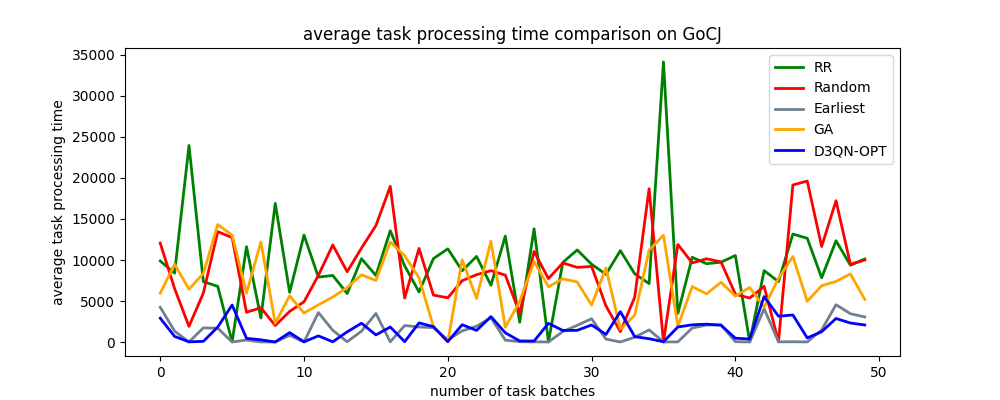 average task processing time comparison on GoCJ
35000
30000
25000
20000
15000
10000
5000
0
average task processing time
RR
Random
Earliest
GA
D3QN-OPT
0 10 20 30 40 50
number of task batches